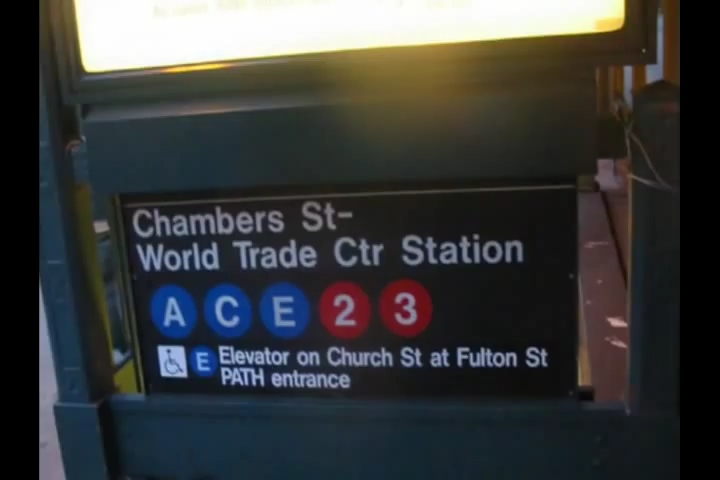 Chambers St-
World Trade Ctr Station
A C E 2 3
E Elevator on Church St at Fulton St
PATH entrance